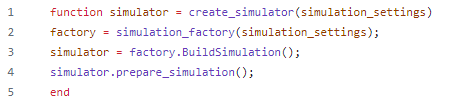 1 function simulator = create_simulator(simulation_settings)
2 factory = simulation_factory(simulation_settings);
3 simulator = factory.BuildSimulation();
4 simulator.prepare_simulation();
5 end